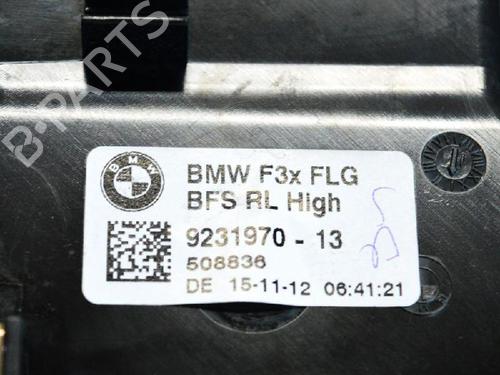 B-PARTS
BMW
BMW F3x FLG
BFS RL High
9231970 - 13
508836
DE 15-11-12 06:41:21